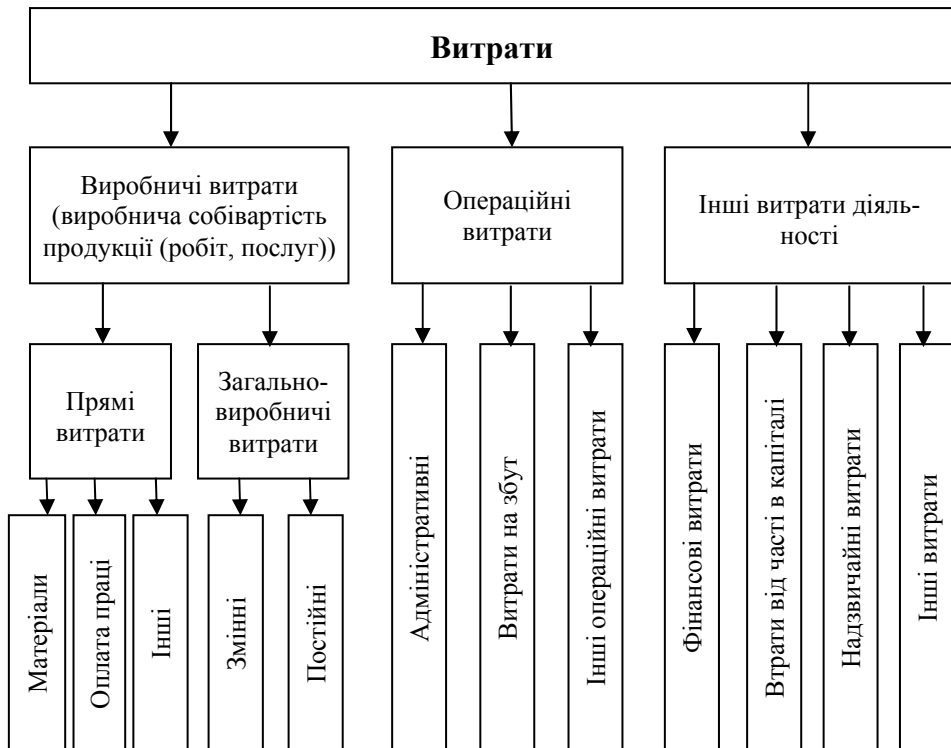 Витрати
Виробничі витрати
(виробнича собівартість
продукції (робіт, послуг))
Операційні
витрати
Інші витрати діяль-
ності
Прямі
витрати
Загально-
виробничі
витрати
Матеріали
Оплата праці
Інші
Змінні
Постійні
Адміністративні
Витрати на збут
Інші операційні витрати
Фінансові витрати
Втрати від часті в капіталі
Надзвичайні витрати
Інші витрати